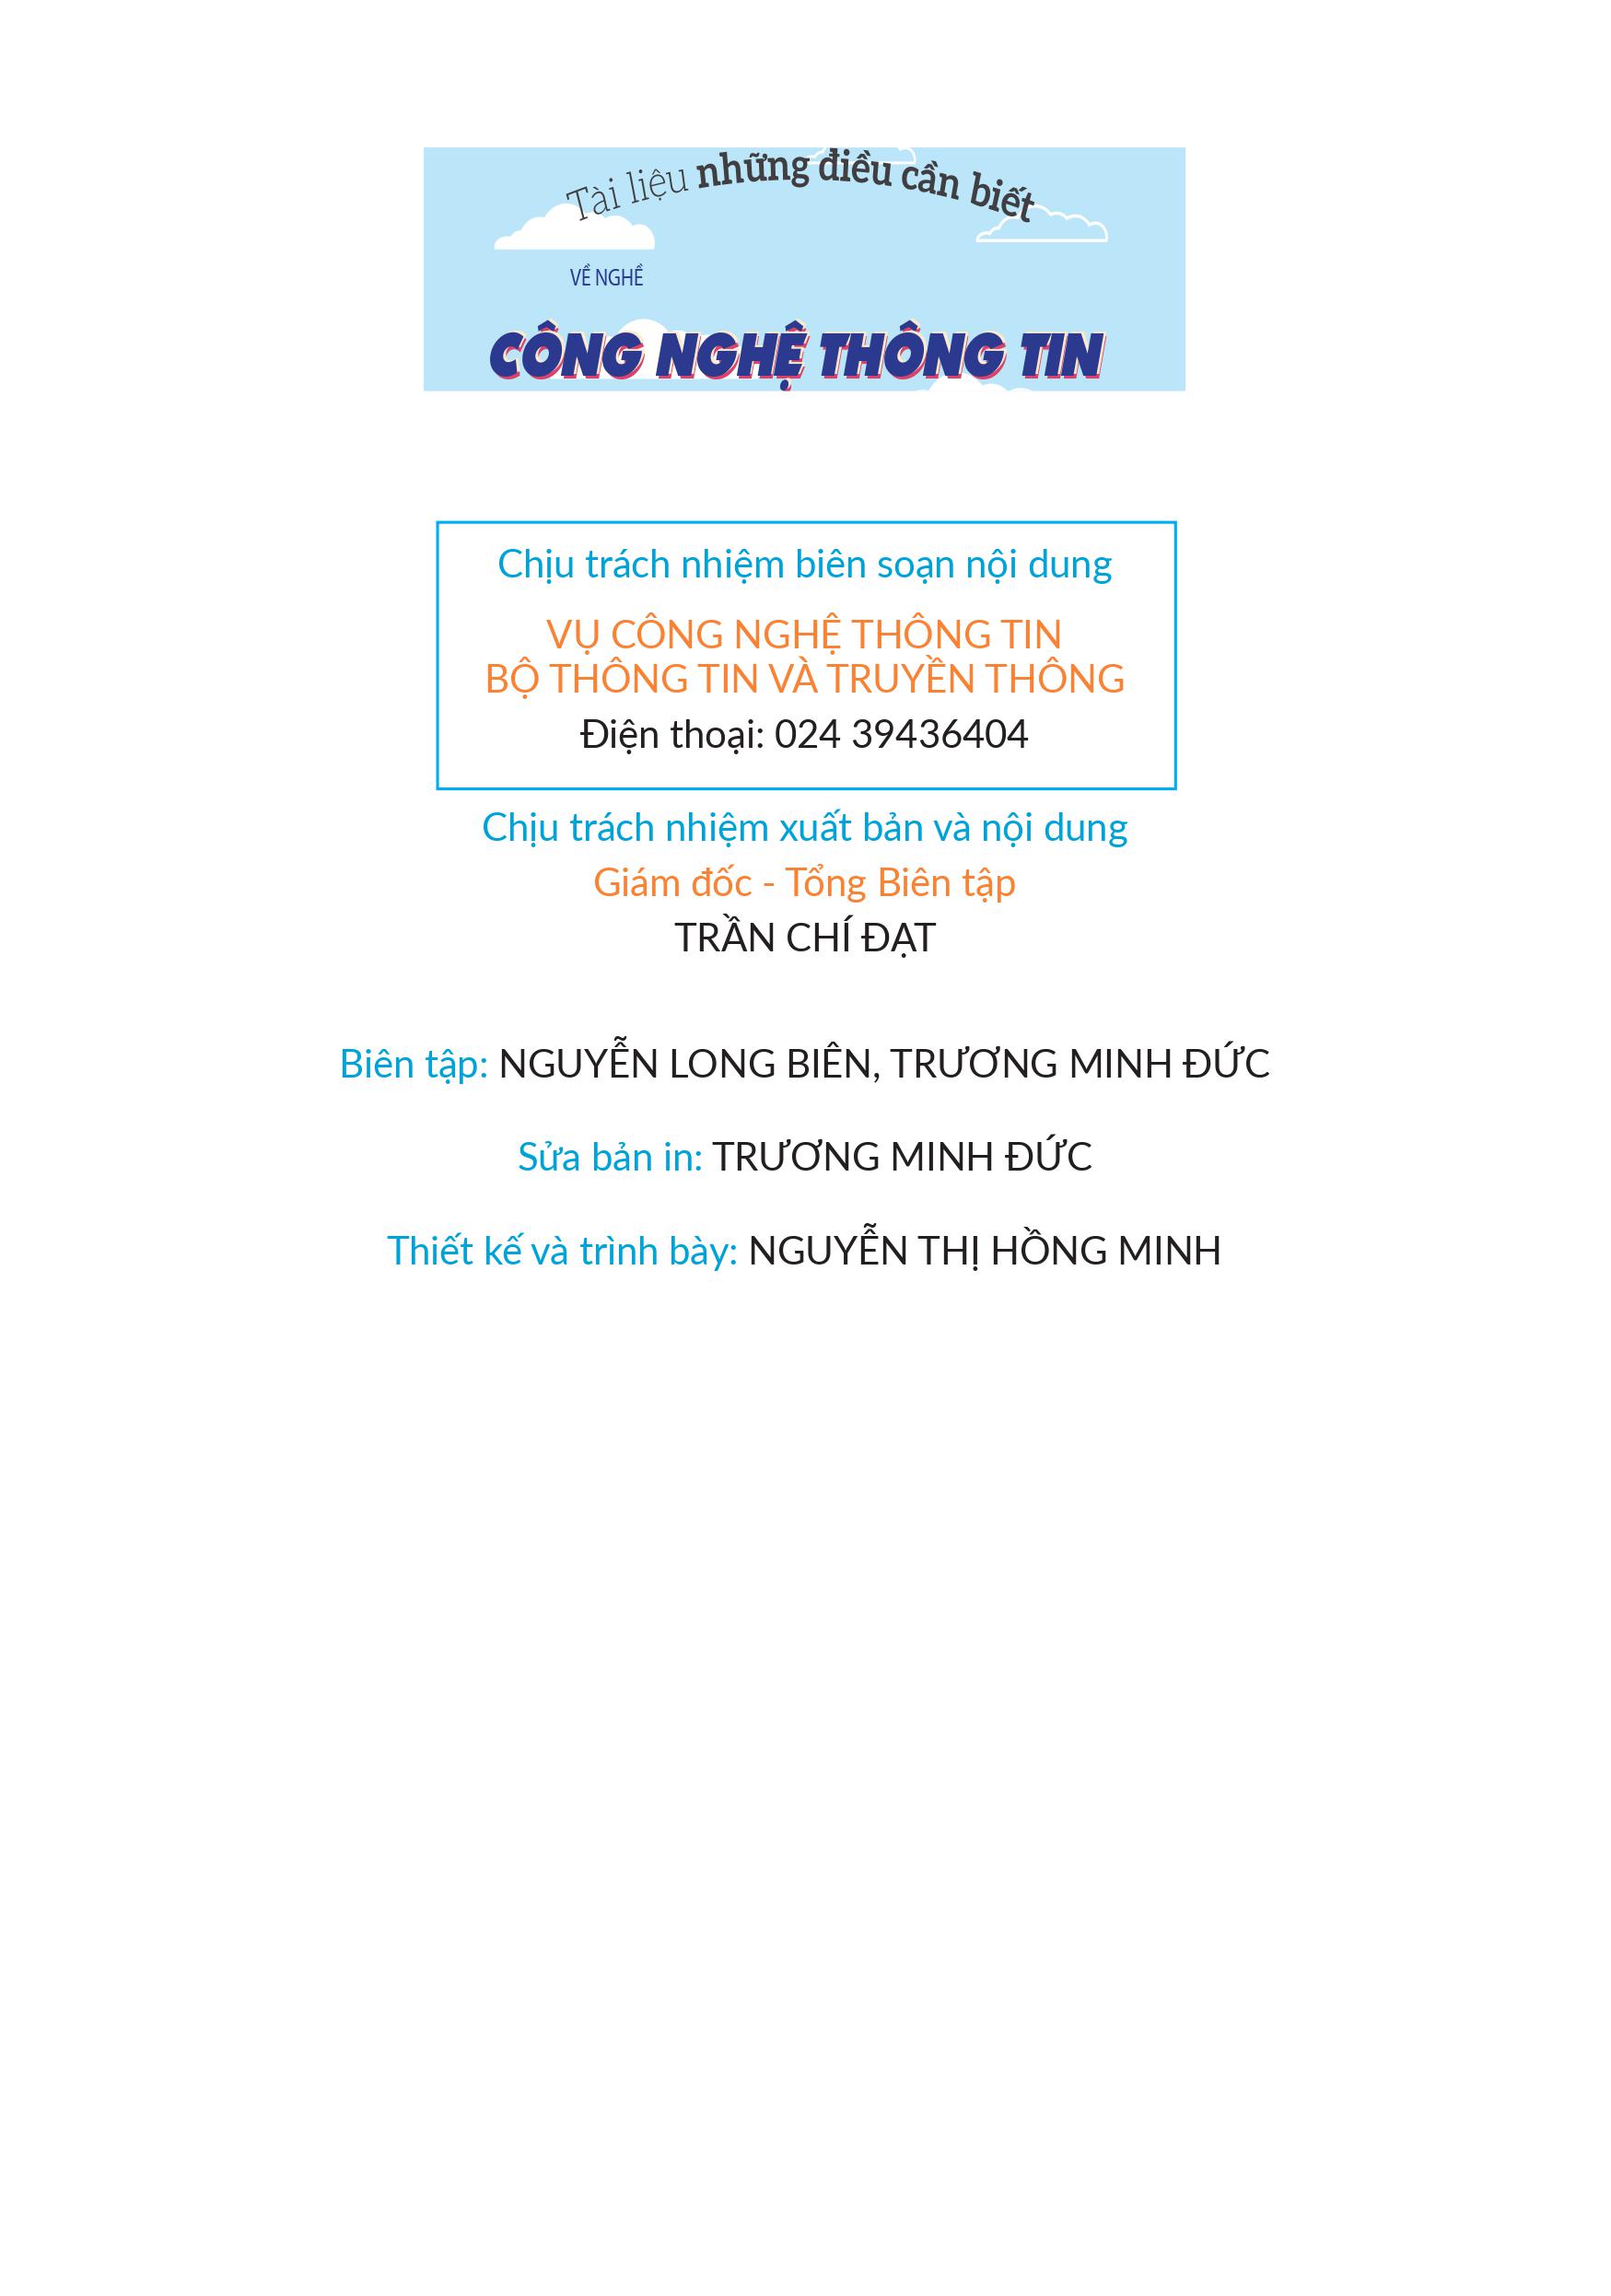 Tài liệu những điều cần biết
VỀ NGHỀ
CÔNG NGHỆ THÔNG TIN
Chịu trách nhiệm biên soạn nội dung
VỤ CÔNG NGHỆ THÔNG TIN
BỘ THÔNG TIN VÀ TRUYỀN THÔNG
Điện thoại: 024 39436404
Chịu trách nhiệm xuất bản và nội dung
Giám đốc - Tổng Biên tập
TRẦN CHÍ ĐẠT
Biên tập: NGUYỄN LONG BIÊN, TRƯƠNG MINH ĐỨC
Sửa bản in: TRƯƠNG MINH ĐỨC
Thiết kế và trình bày: NGUYỄN THỊ HỒNG MINH